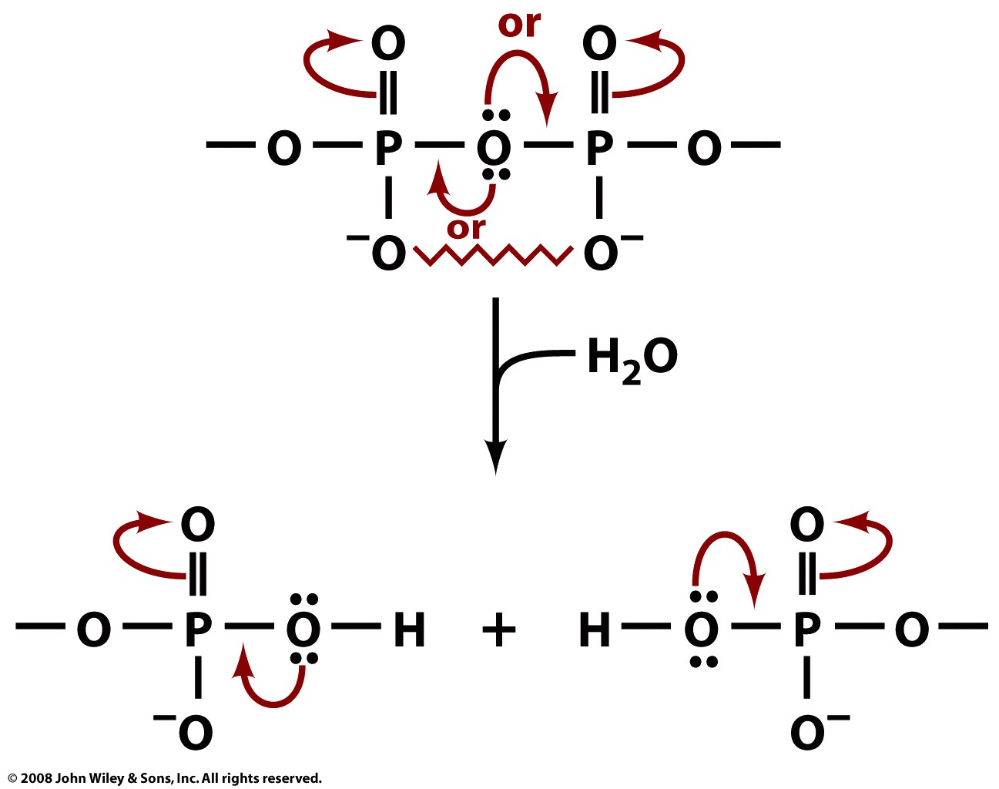 or
O O
— O — P — O — P — O —
or
⁻O O⁻
H₂O
O O
— O — P — O — H + H — O — P — O —
⁻O O⁻
© 2008 John Wiley & Sons, Inc. All rights reserved.